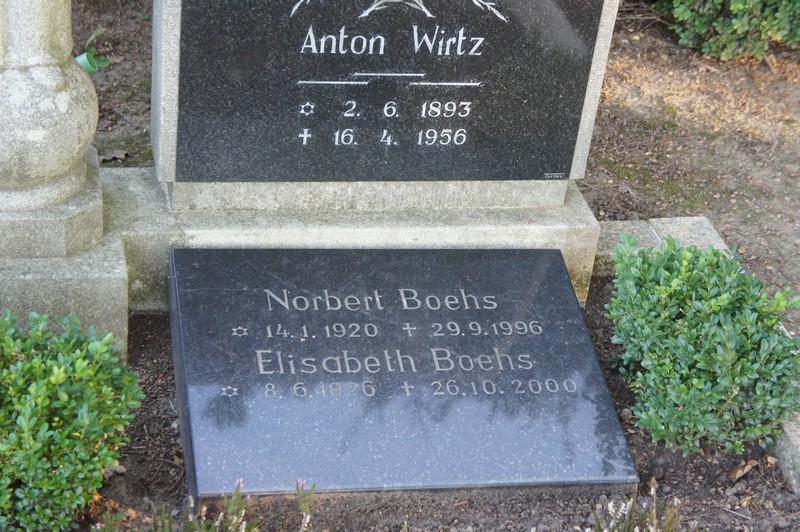 Anton Wirtz
✡ 2. 6. 1893
✝ 16. 4. 1956
Norbert Boehs
✡ 14.1.1920 ✝ 29.9.1996
Elisabeth Boehs
✡ 8.6.1926 ✝ 26.10.2000